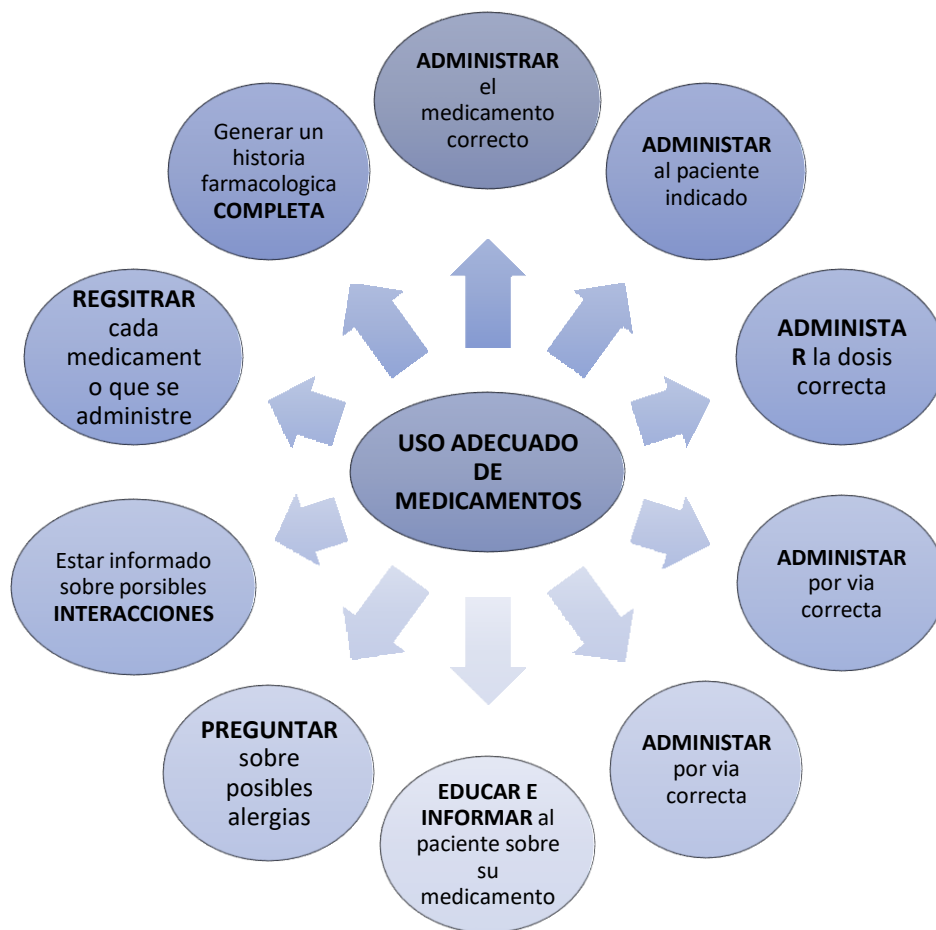 ADMINISTRAR
el
medicamento
correcto
ADMINISTAR
al paciente
indicado
ADMINISTA
R la dosis
correcta
ADMINISTAR
por via
correcta
ADMINISTAR
por via
correcta
EDUCAR E
INFORMAR al
paciente sobre
su
medicamento
PREGUNTAR
sobre
posibles
alergias
Estar informado
sobre porsibles
INTERACCIONES
REGSITRAR
cada
medicament
o que se
administre
Generar un
historia
farmacologica
COMPLETA
USO ADECUADO
DE
MEDICAMENTOS